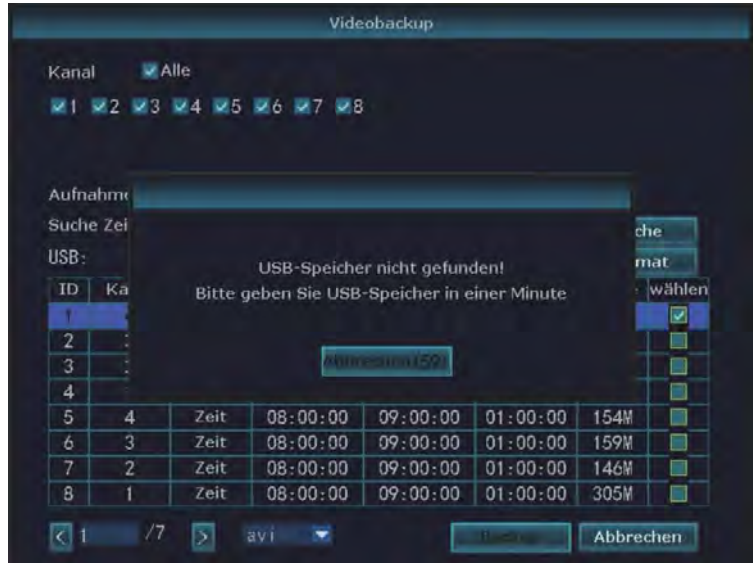 Videobackup
Kanal Alle
1 2 3 4 5 6 7 8
Aufnahm
Suche Zei che
USB: mat
USB-Speicher nicht gefunden!
Bitte geben Sie USB-Speicher in einer Minute
ID Ka wählen
1
2
3
Abbrechen(59)
4
5 4 Zeit 08:00:00 09:00:00 01:00:00 154M
6 3 Zeit 08:00:00 09:00:00 01:00:00 159M
7 2 Zeit 08:00:00 09:00:00 01:00:00 146M
8 1 Zeit 08:00:00 09:00:00 01:00:00 305M
< 1 /7 > avi Abbrechen